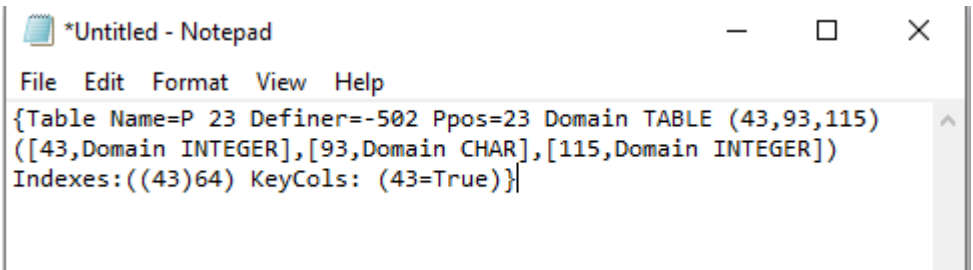 *Untitled - Notepad
File Edit Format View Help
{Table Name=P 23 Definer=-502 Ppos=23 Domain TABLE (43,93,115)
([43,Domain INTEGER],[93,Domain CHAR],[115,Domain INTEGER])
Indexes:((43)64) KeyCols: (43=True)}